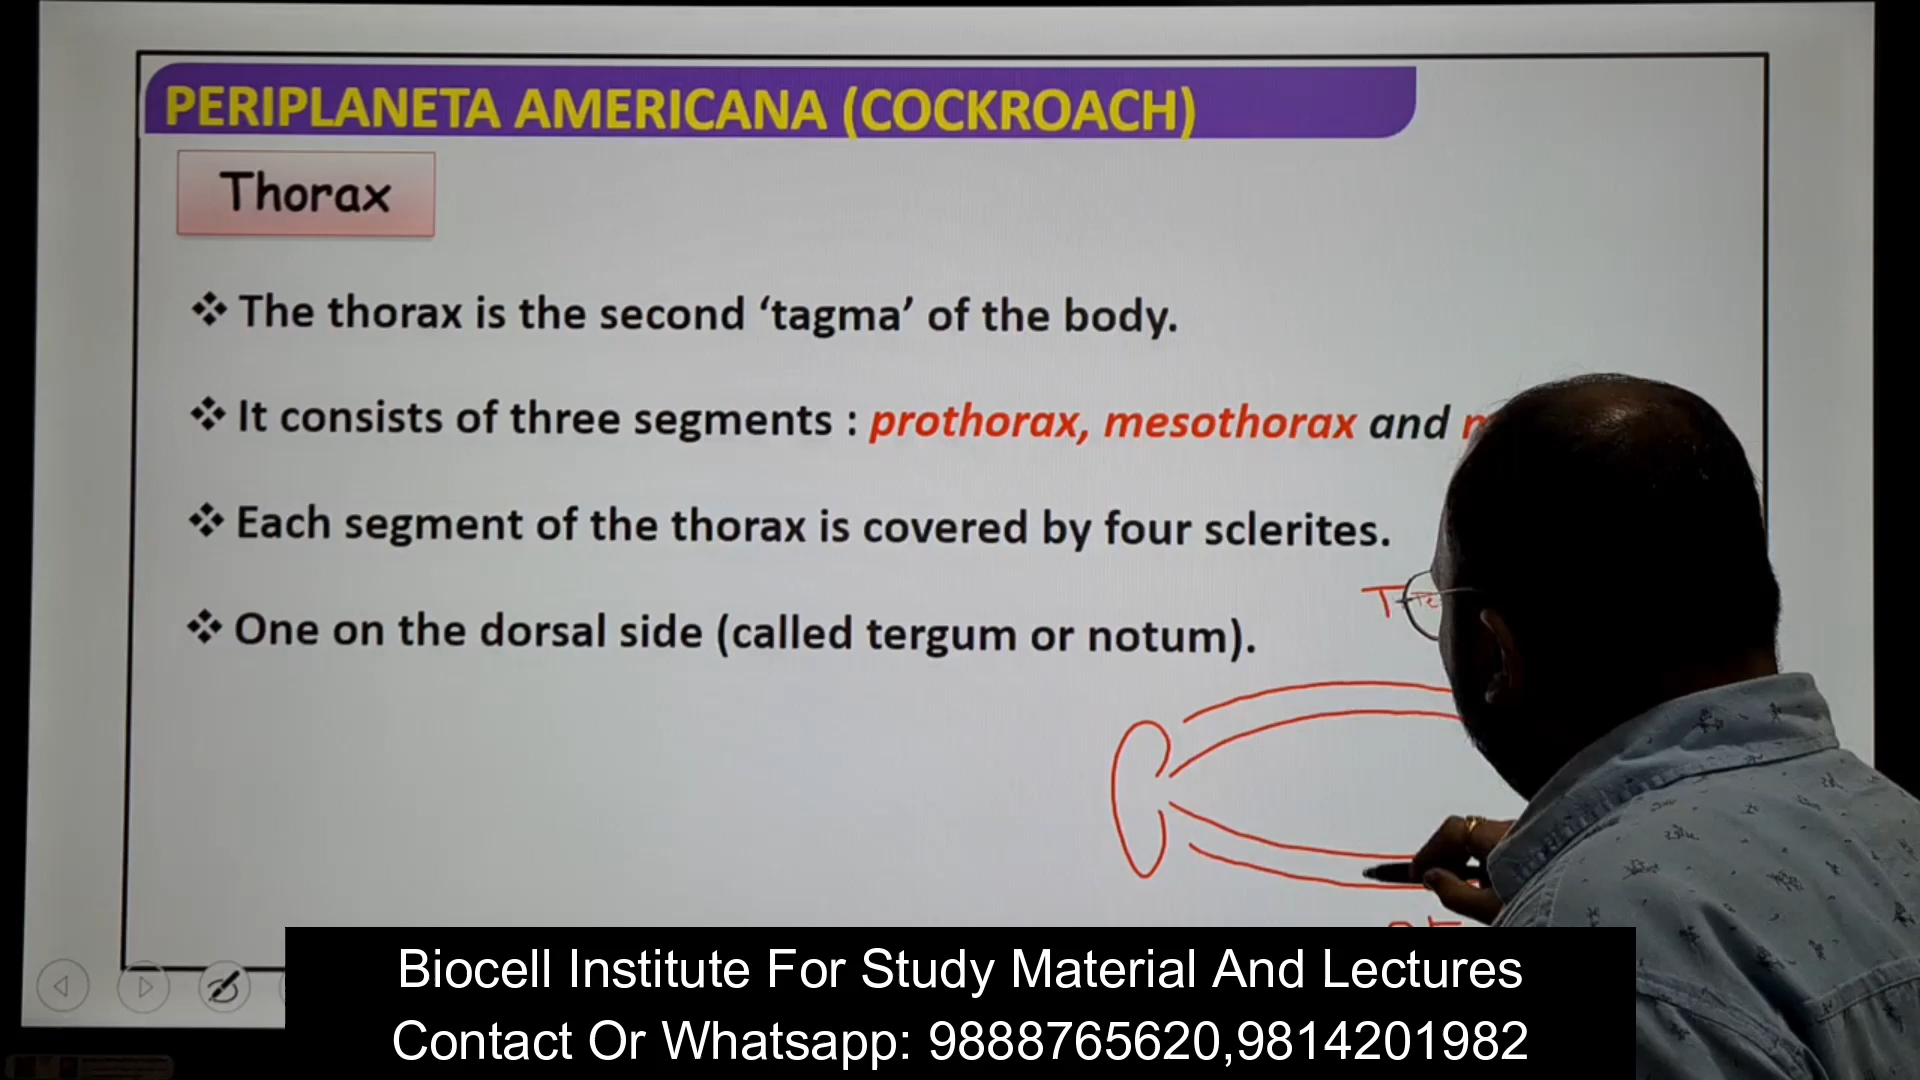 PERIPLANETA AMERICANA (COCKROACH)
Thorax
❖ The thorax is the second ‘tagma’ of the body.
❖ It consists of three segments : prothorax, mesothorax and
❖ Each segment of the thorax is covered by four sclerites.
❖ One on the dorsal side (called tergum or notum).
Biocell Institute For Study Material And Lectures
Contact Or Whatsapp: 9888765620,9814201982